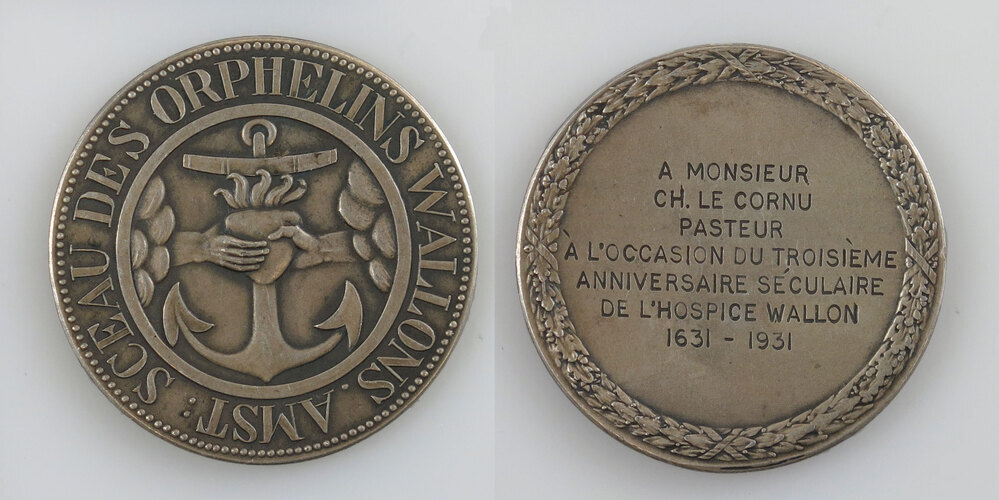 SCEAU DES ORPHELINS WALLONS. AMST:
A MONSIEUR
CH. LE CORNU
PASTEUR
À L'OCCASION DU TROISIÈME
ANNIVERSAIRE SÉCULAIRE
DE L'HOSPICE WALLON
1631 - 1931